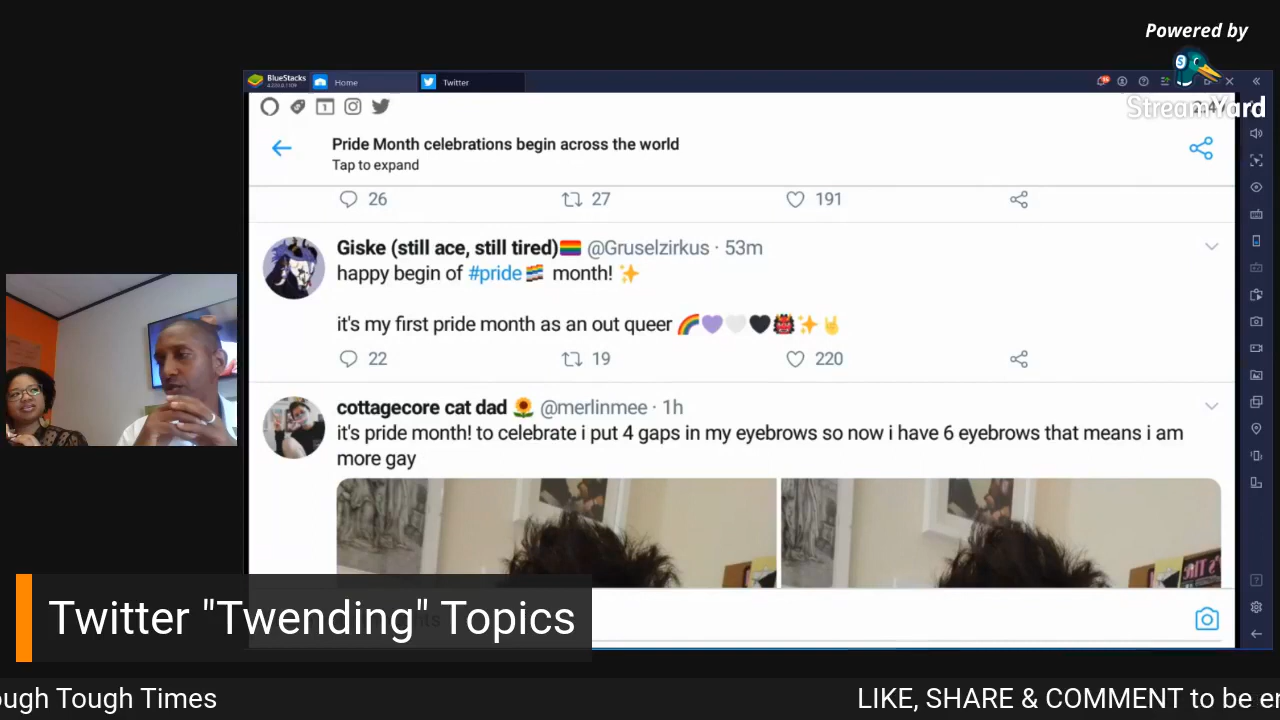 Powered by
StreamYard
BlueStacks
Home
Twitter
Pride Month celebrations begin across the world
Tap to expand
26
27
191
Giske (still ace, still tired) @Gruselzirkus · 53m
happy begin of #pride month!
it's my first pride month as an out queer
22
19
220
cottagecore cat dad @merlinmee · 1h
it's pride month! to celebrate i put 4 gaps in my eyebrows so now i have 6 eyebrows that means i am
more gay
Twitter "Twending" Topics
ough Tough Times
LIKE, SHARE & COMMENT to be en